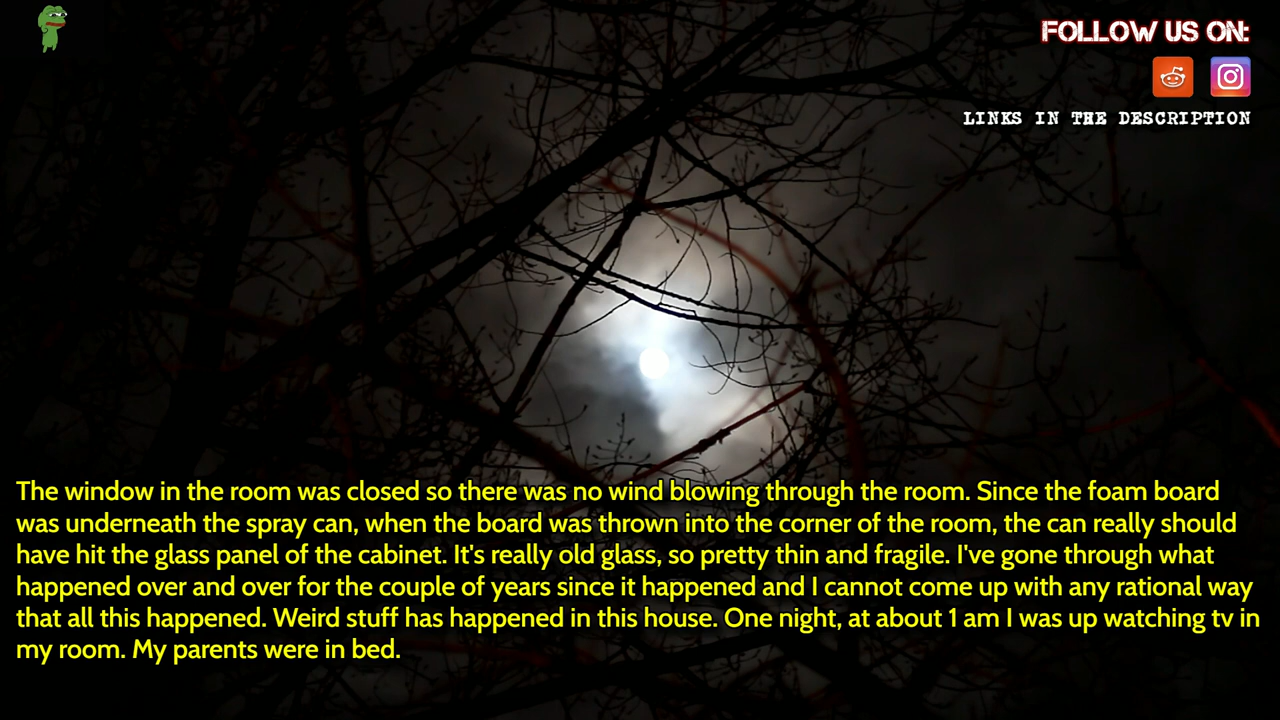 FOLLOW US ON:
LINKS IN THE DESCRIPTION
The window in the room was closed so there was no wind blowing through the room. Since the foam board
was underneath the spray can, when the board was thrown into the corner of the room, the can really should
have hit the glass panel of the cabinet. It's really old glass, so pretty thin and fragile. I've gone through what
happened over and over for the couple of years since it happened and I cannot come up with any rational way
that all this happened. Weird stuff has happened in this house. One night, at about 1 am I was up watching tv in
my room. My parents were in bed.